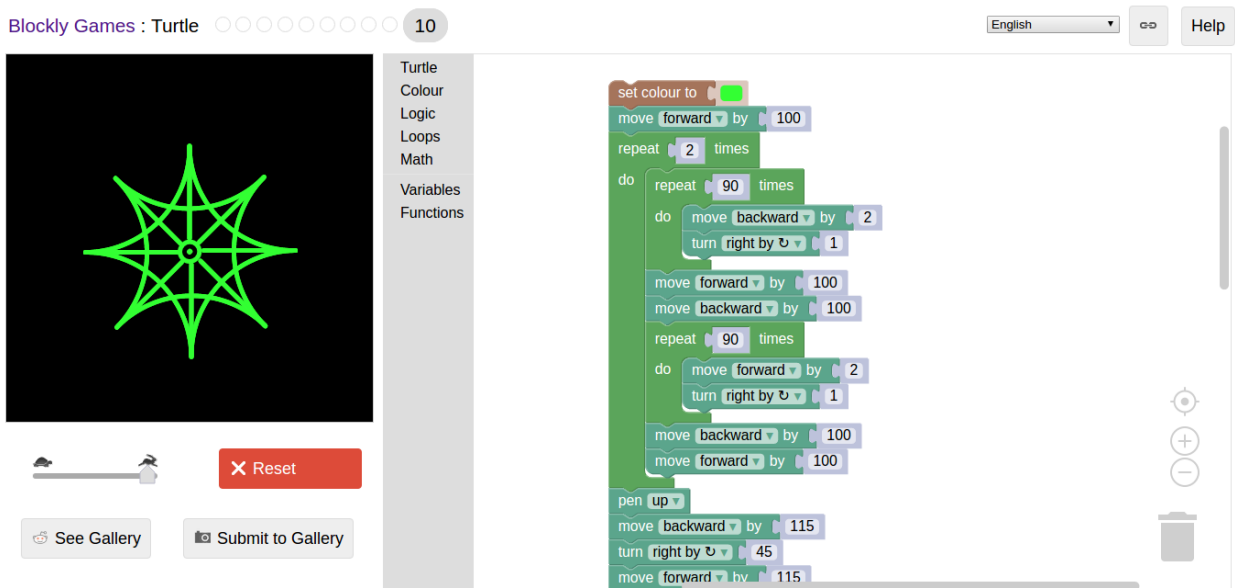 Blockly Games : Turtle 10 English Help
Turtle
Colour
Logic
Loops
Math
Variables
Functions
set colour to
move forward by 100
repeat 2 times
do
repeat 90 times
do
move backward by 2
turn right by ↻ 1
move forward by 100
move backward by 100
repeat 90 times
do
move forward by 2
turn right by ↻ 1
move backward by 100
move forward by 100
pen up
move backward by 115
turn right by ↻ 45
move forward by 115
Reset
See Gallery
Submit to Gallery